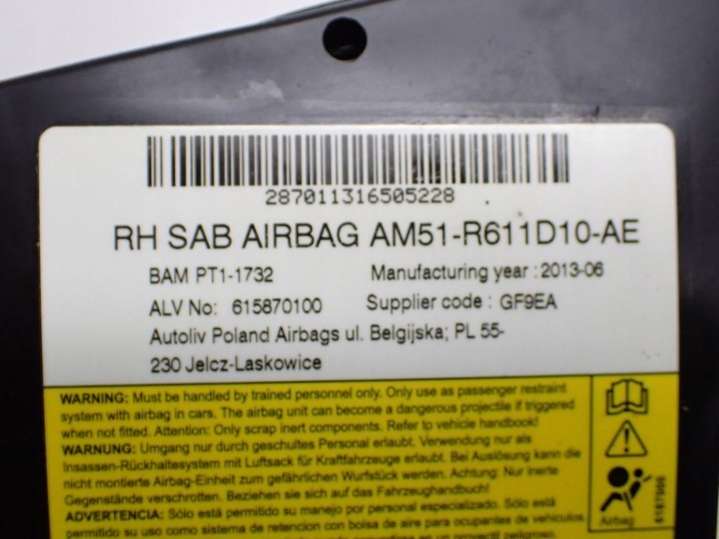 287011316505228
RH SAB AIRBAG AM51-R611D10-AE
BAM PT1-1732 Manufacturing year : 2013-06
ALV No: 615870100 Supplier code : GF9EA
Autoliv Poland Airbags ul. Belgijska; PL 55-
230 Jelcz-Laskowice
WARNING: Must be handled by trained personnel only. Only use as passenger restraint
system with airbag in cars. The airbag unit can become a dangerous projectile if triggered
when not fitted. Attention: Only scrap inert components. Refer to vehicle handbook!
WARNUNG: Umgang nur durch geschultes Personal erlaubt. Verwendung nur als
Insassen-Rückhaltesystem mit Luftsack für Kraftfahrzeuge erlaubt. Bei Auslösung kann die
nicht montierte Airbag-Einheit zum gefährlichen Wurfstück werden. Achtung: Nur inerte
Gegenstände verschrotten. Beziehen sie sich auf das Fahrzeughandbuch!
ADVERTENCIA: Sólo está permitido su manejo por personal especializado. Sólo está
permitido su uso como sistema de retencion con bolsa de aire para ocupantes de vehículos.
Airbag